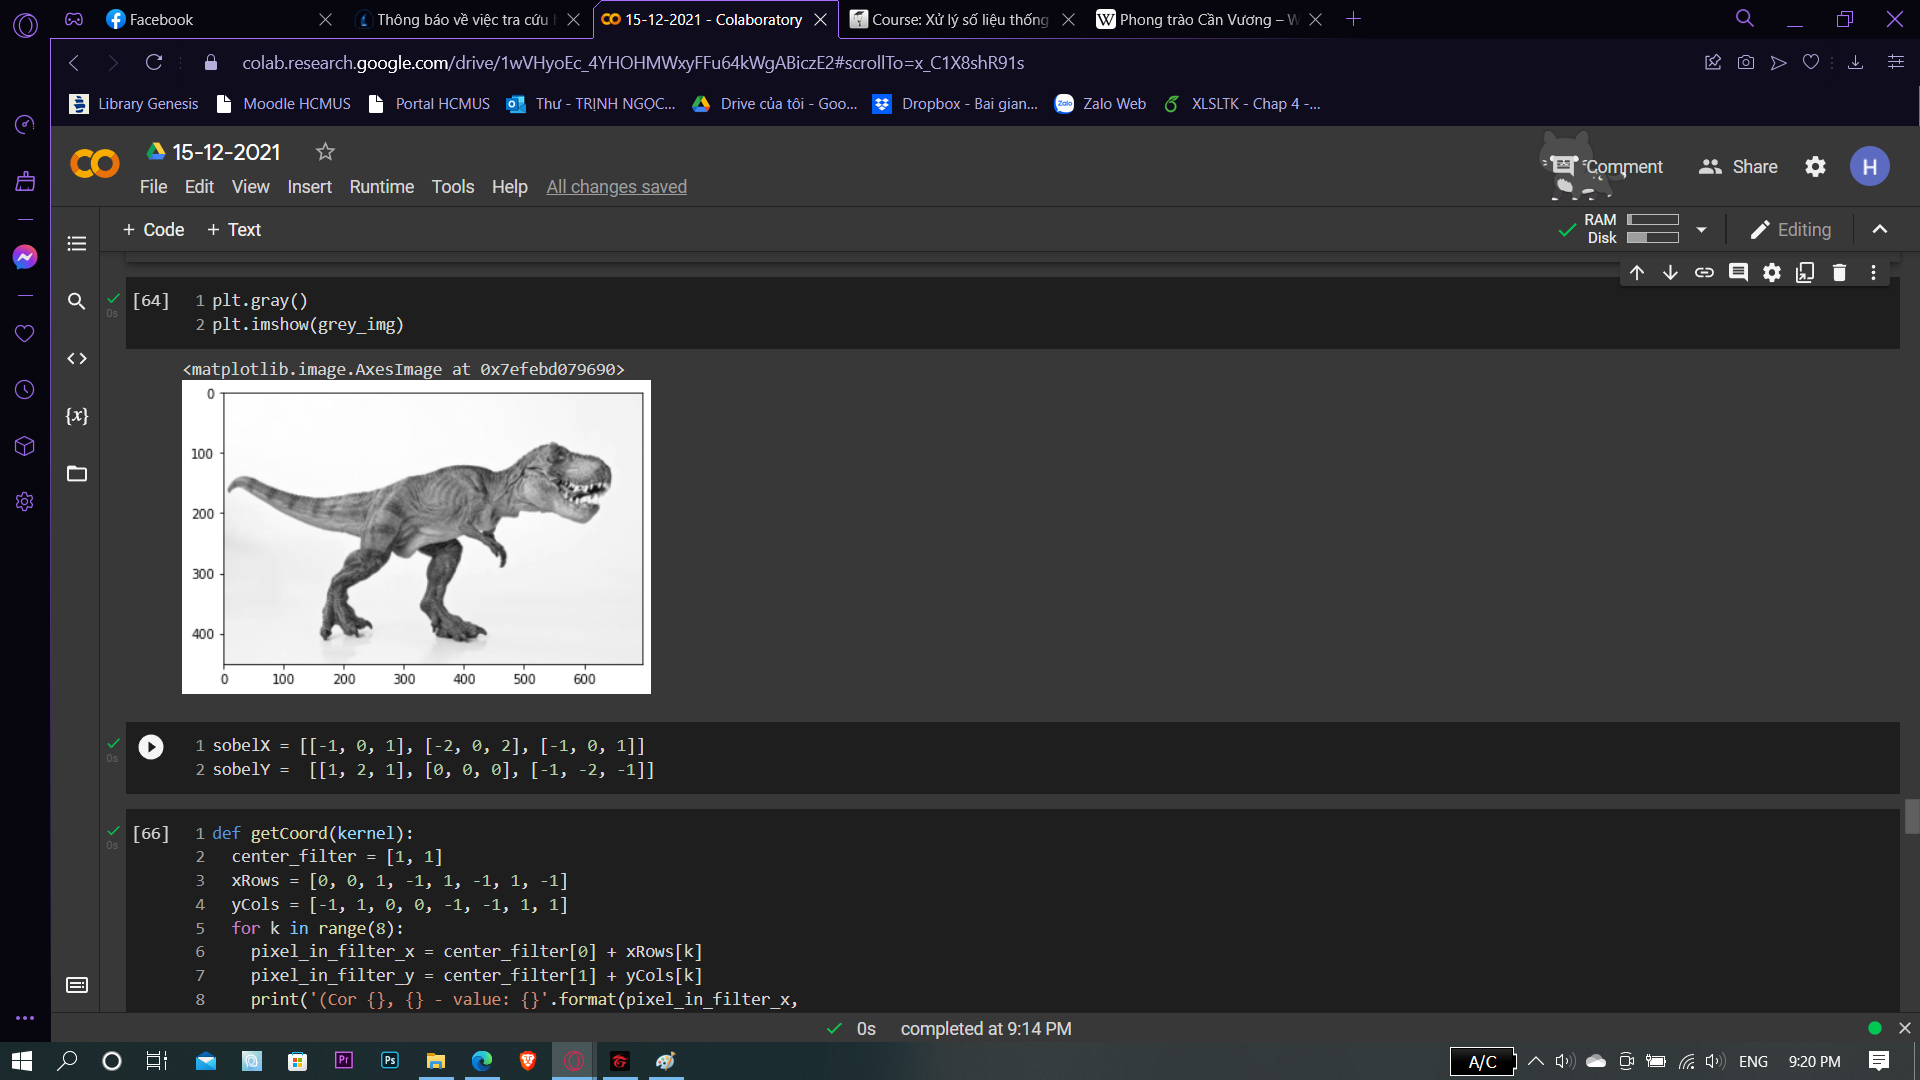 Facebook
Thông báo về việc tra cứu
15-12-2021 - Colaboratory
Course: Xử lý số liệu thống
Phong trào Cần Vương – W
colab.research.google.com/drive/1wVHyoEc_4YHOHMWxyFFu64kWgABiczE2#scrollTo=x_C1X8shR91s
Library Genesis
Moodle HCMUS
Portal HCMUS
Thư - TRỊNH NGỌC...
Drive của tôi - Goo...
Dropbox - Bai gian...
Zalo Web
XLSLTK - Chap 4 -...
15-12-2021
File Edit View Insert Runtime Tools Help All changes saved
Comment
Share
H
+ Code + Text
RAM
Disk
Editing
[64]
0s
1 plt.gray()
2 plt.imshow(grey_img)
<matplotlib.image.AxesImage at 0x7efebd079690>
0
100
200
300
400
0 100 200 300 400 500 600
0s
1 sobelX = [[-1, 0, 1], [-2, 0, 2], [-1, 0, 1]]
2 sobelY =  [[1, 2, 1], [0, 0, 0], [-1, -2, -1]]
[66]
0s
1 def getCoord(kernel):
2   center_filter = [1, 1]
3   xRows = [0, 0, 1, -1, 1, -1, 1, -1]
4   yCols = [-1, 1, 0, 0, -1, -1, 1, 1]
5   for k in range(8):
6     pixel_in_filter_x = center_filter[0] + xRows[k]
7     pixel_in_filter_y = center_filter[1] + yCols[k]
8     print('(Cor {}, {} - value: {}'.format(pixel_in_filter_x,
0s completed at 9:14 PM
A/C
ENG
9:20 PM